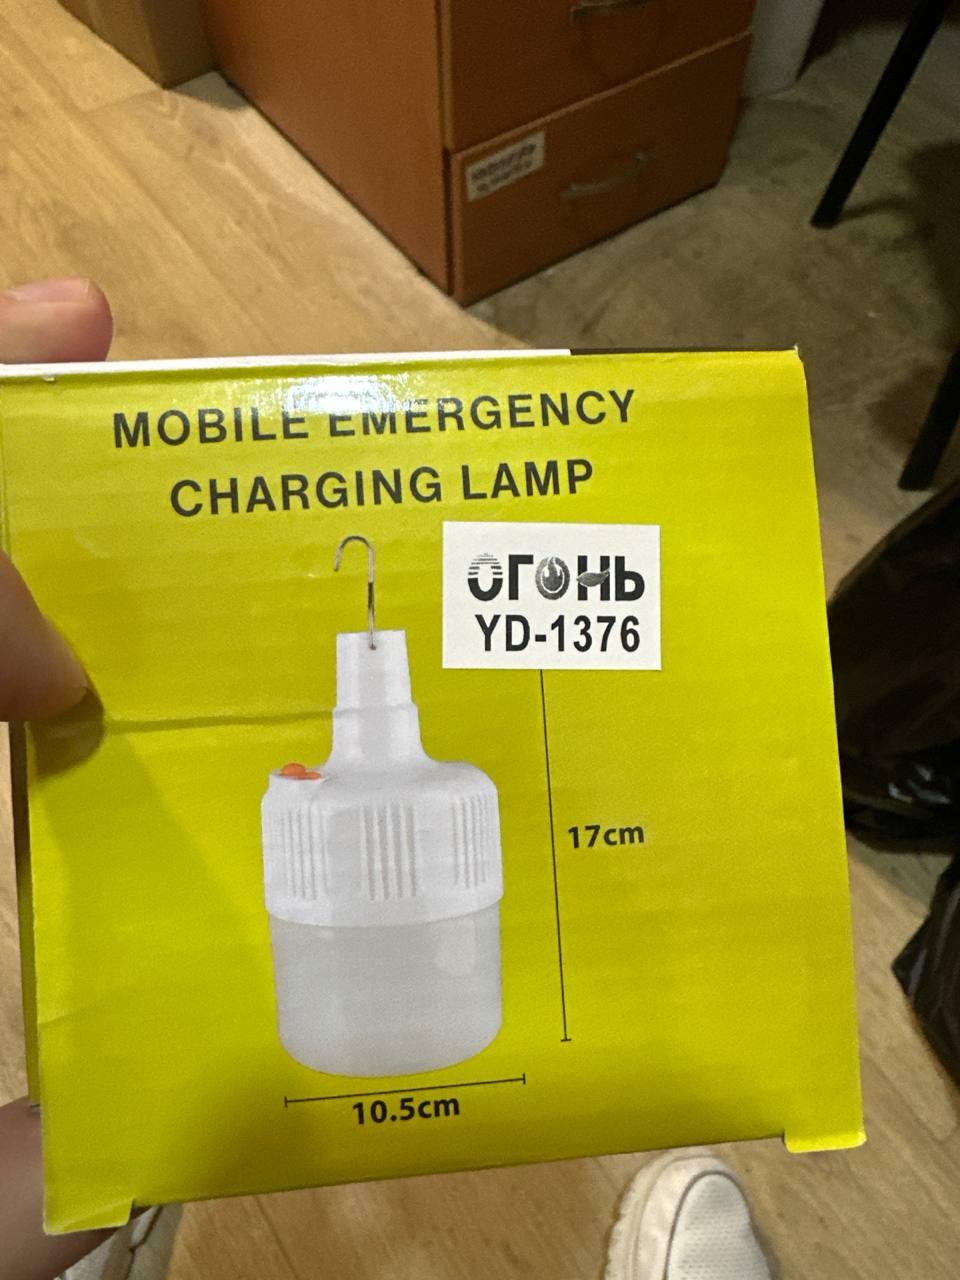 MOBILE EMERGENCY
CHARGING LAMP
ОГОНЬ
YD-1376
17cm
10.5cm